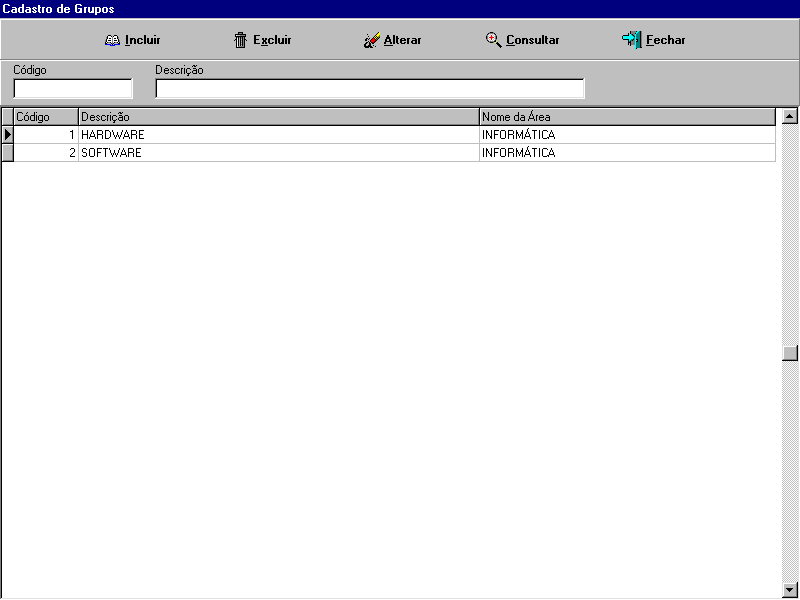 Cadastro de Grupos
Incluir Excluir Alterar Consultar Fechar
Código Descrição
Código Descrição Nome da Área
1 HARDWARE INFORMÁTICA
2 SOFTWARE INFORMÁTICA